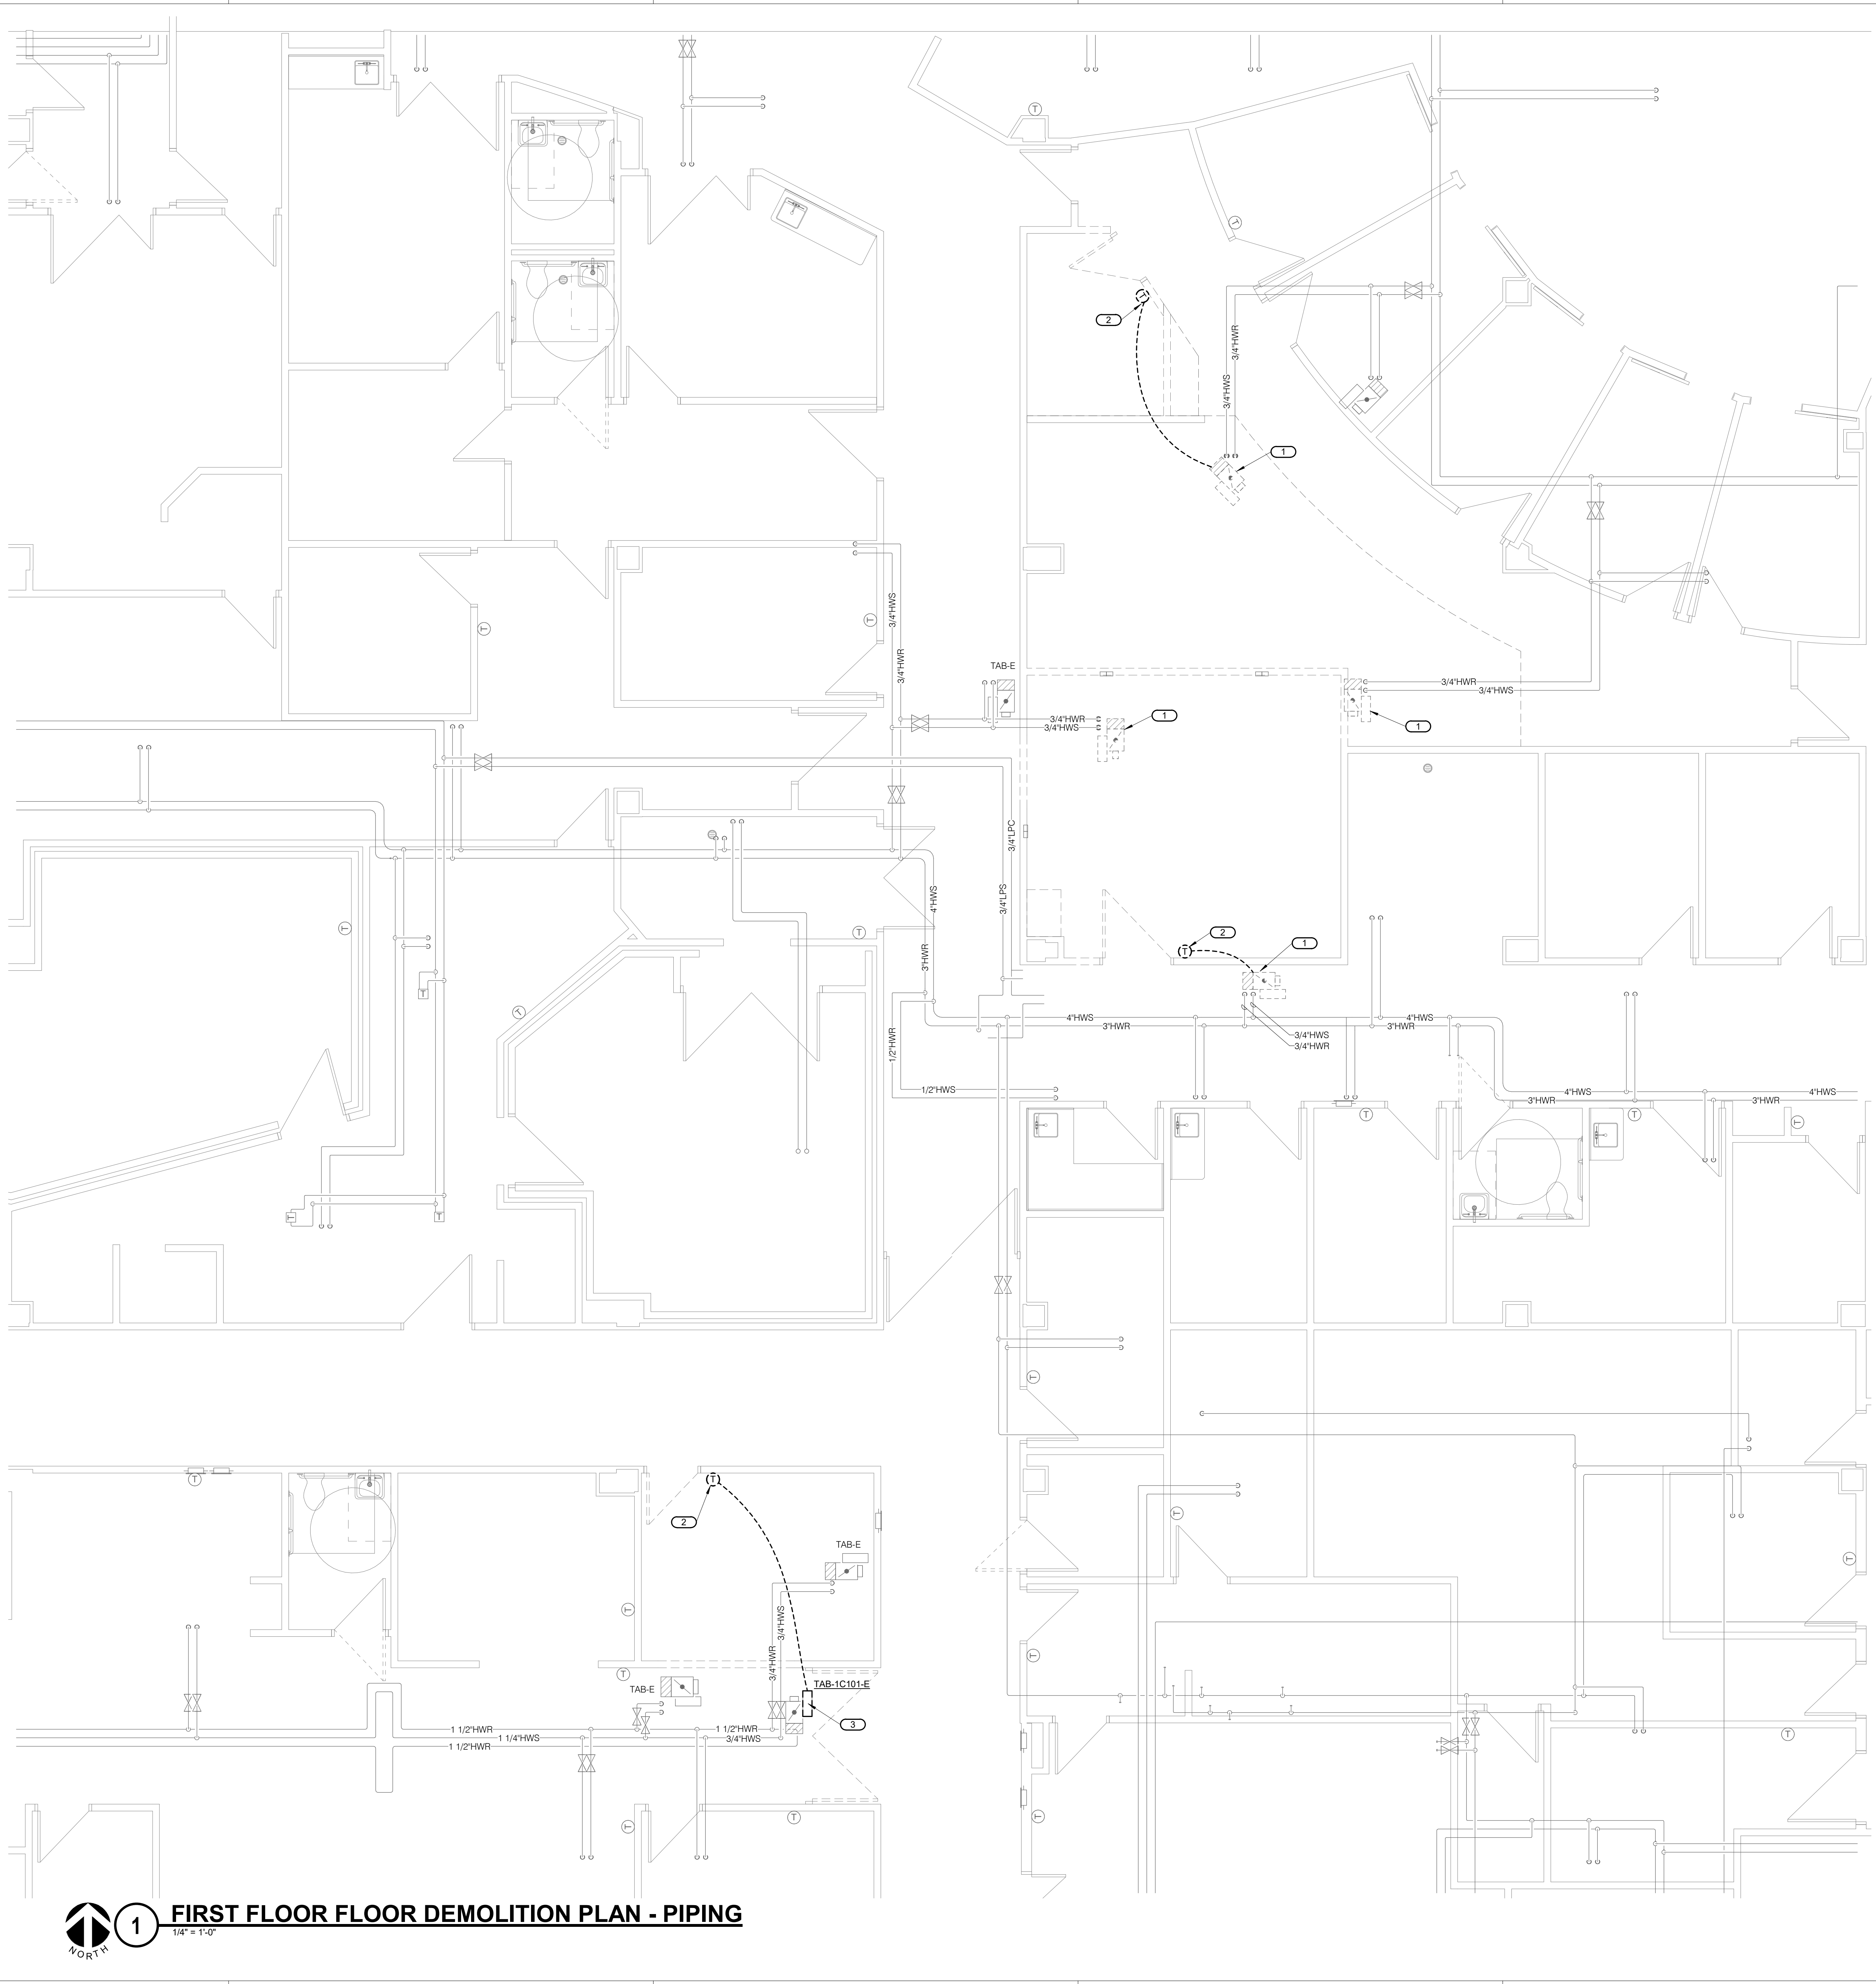 T
T
2
3/4"HWR
3/4"HWS
1
T
T
T
3/4"HWS
3/4"HWR
TAB-E
3/4"HWR
3/4"HWS
1
3/4"HWR
3/4"HWS
1
3/4"LPC
3/4"LPS
4"HWS
3"HWR
T
T
2
T
1
T
T
4"HWS
3"HWR
4"HWS
3"HWR
3/4"HWS
3/4"HWR
1/2"HWR
1/2"HWS
4"HWS
3"HWR
4"HWS
3"HWR
T
T
T
T
T
T
T
T
T
2
T
TAB-E
T
T
3/4"HWS
3/4"HWR
T
T
TAB-E
TAB-1C101-E
3
1 1/2"HWR
1 1/4"HWS
1 1/2"HWR
1 1/2"HWR
3/4"HWS
T
T
T
T
1
FIRST FLOOR FLOOR DEMOLITION PLAN - PIPING
1/4" = 1'-0"
NORTH